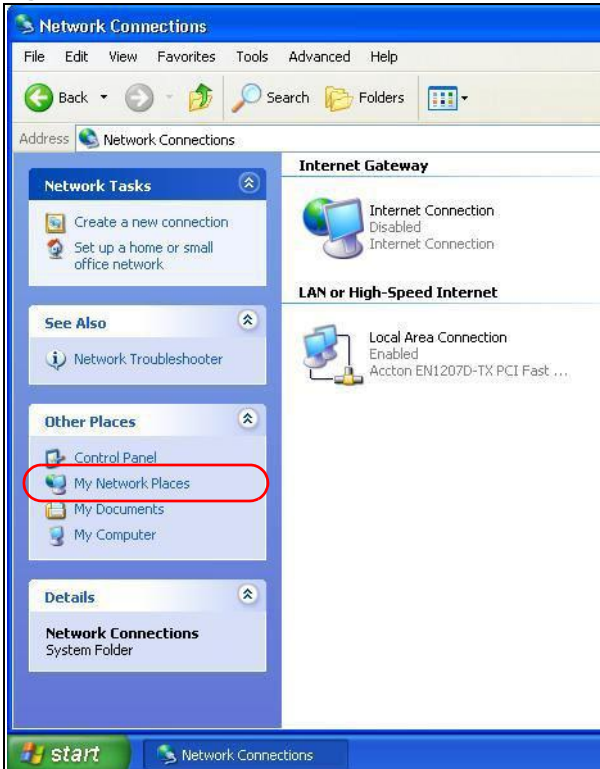 Network Connections
File Edit View Favorites Tools Advanced Help
Back Search Folders
Address Network Connections
Network Tasks
Create a new connection
Set up a home or small
office network
See Also
Network Troubleshooter
Other Places
Control Panel
My Network Places
My Documents
My Computer
Details
Network Connections
System Folder
Internet Gateway
Internet Connection
Disabled
Internet Connection
LAN or High-Speed Internet
Local Area Connection
Enabled
Accton EN1207D-TX PCI Fast ...
start Network Connections